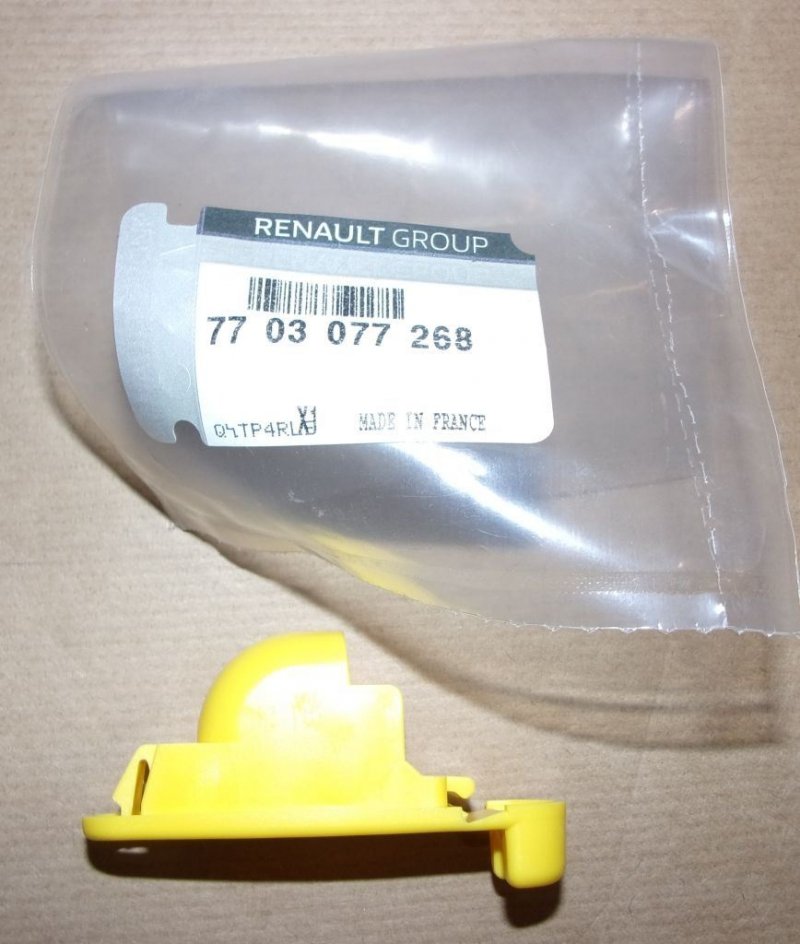 RENAULT GROUP
77 03 077 268
MADE IN FRANCE